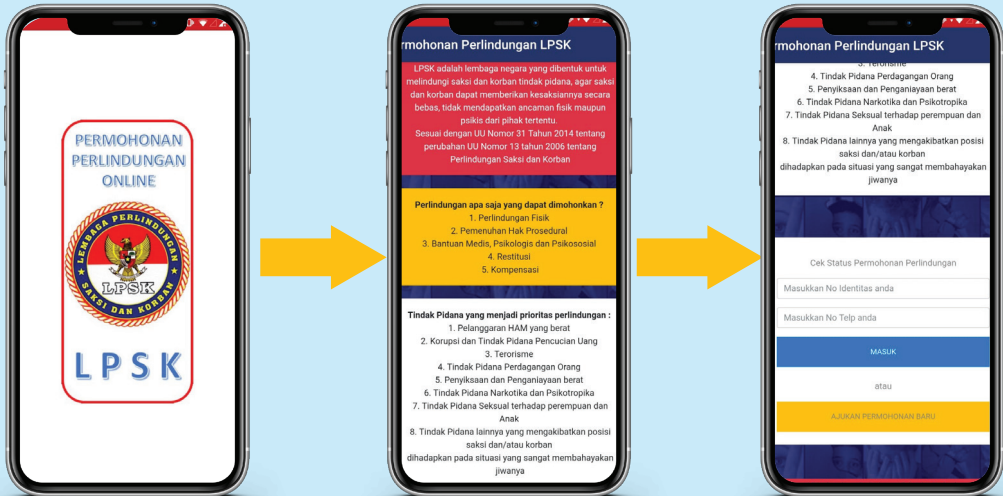 PERMOHONAN
PERLINDUNGAN
ONLINE
LEMBAGA PERLINDUNGAN
LPSK
SAKSI DAN KORBAN
LPSK
rmohonan Perlindungan LPSK
LPSK adalah lembaga negara yang dibentuk untuk
melindungi saksi dan korban tindak pidana, agar saksi
dan korban dapat memberikan kesaksiannya secara
bebas, tidak mendapatkan ancaman fisik maupun
psikis dari pihak tertentu.
Sesuai dengan UU Nomor 31 Tahun 2014 tentang
perubahan UU Nomor 13 tahun 2006 tentang
Perlindungan Saksi dan Korban
Perlindungan apa saja yang dapat dimohonkan ?
1. Perlindungan Fisik
2. Pemenuhan Hak Prosedural
3. Bantuan Medis, Psikologis dan Psikososial
4. Restitusi
5. Kompensasi
Tindak Pidana yang menjadi prioritas perlindungan :
1. Pelanggaran HAM yang berat
2. Korupsi dan Tindak Pidana Pencucian Uang
3. Terorisme
4. Tindak Pidana Perdagangan Orang
5. Penyiksaan dan Penganiayaan berat
6. Tindak Pidana Narkotika dan Psikotropika
7. Tindak Pidana Seksual terhadap perempuan dan
Anak
8. Tindak Pidana lainnya yang mengakibatkan posisi
saksi dan/atau korban
dihadapkan pada situasi yang sangat membahayakan
jiwanya
rmohonan Perlindungan LPSK
3. Terorisme
4. Tindak Pidana Perdagangan Orang
5. Penyiksaan dan Penganiayaan berat
6. Tindak Pidana Narkotika dan Psikotropika
7. Tindak Pidana Seksual terhadap perempuan dan
Anak
8. Tindak Pidana lainnya yang mengakibatkan posisi
saksi dan/atau korban
dihadapkan pada situasi yang sangat membahayakan
jiwanya
Cek Status Permohonan Perlindungan
Masukkan No Identitas anda
Masukkan No Telp anda
MASUK
atau
AJUKAN PERMOHONAN BARU